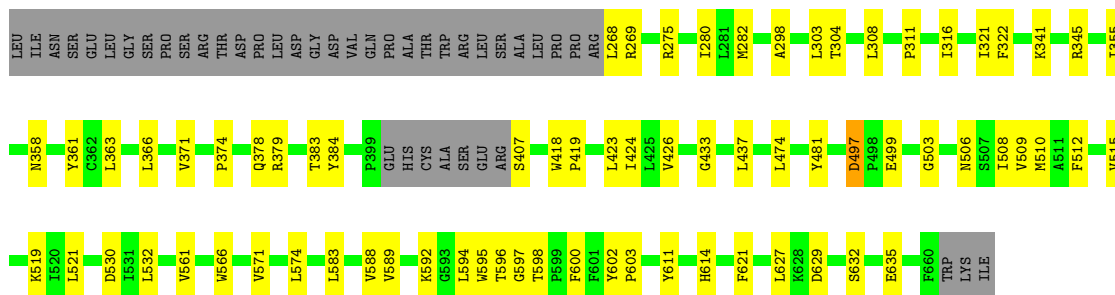 LEU ILE ASN SER GLU LEU GLY SER PRO SER ARG THR ASP PRO LEU ASP GLY ASP VAL GLN PRO ALA THR TRP ARG LEU SER ALA LEU PRO PRO ARG L268 R269 R275 I280 L281 M282 A298 L303 T304 L308 P311 I316 I321 F322 K341 R345
N358 Y361 C362 L363 L366 V371 P374 Q378 R379 T383 Y384 P399 GLU HIS CYS ALA SER GLU ARG S407 W418 P419 L423 I424 L425 V426 G433 L437 L474 Y481 D497 P498 E499 G503 N506 S507 I508 V509 M510 A511 F512
K519 I520 L521 D530 I531 L532 V561 W566 V571 L574 L583 V588 V589 K592 G593 L594 W595 T596 G597 T598 P599 F600 F601 Y602 P603 Y611 H614 F621 L627 K628 D629 S632 E635 F660 TRP LYS ILE